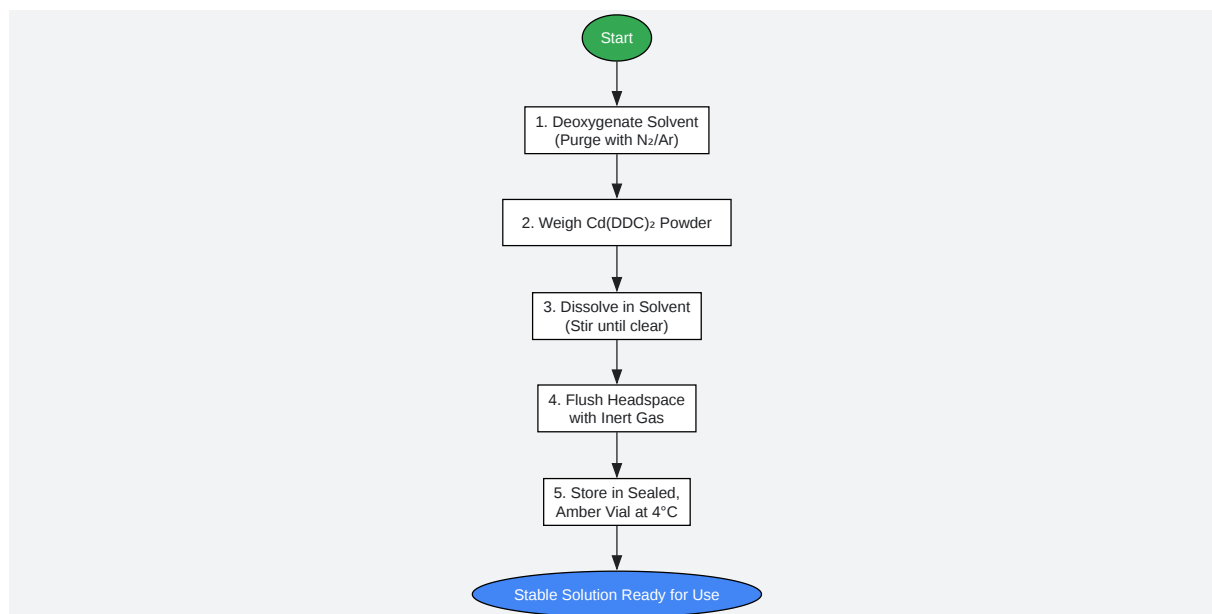 Start
1. Deoxygenate Solvent
(Purge with N₂/Ar)
2. Weigh Cd(DDC)₂ Powder
3. Dissolve in Solvent
(Stir until clear)
4. Flush Headspace
with Inert Gas
5. Store in Sealed,
Amber Vial at 4°C
Stable Solution Ready for Use